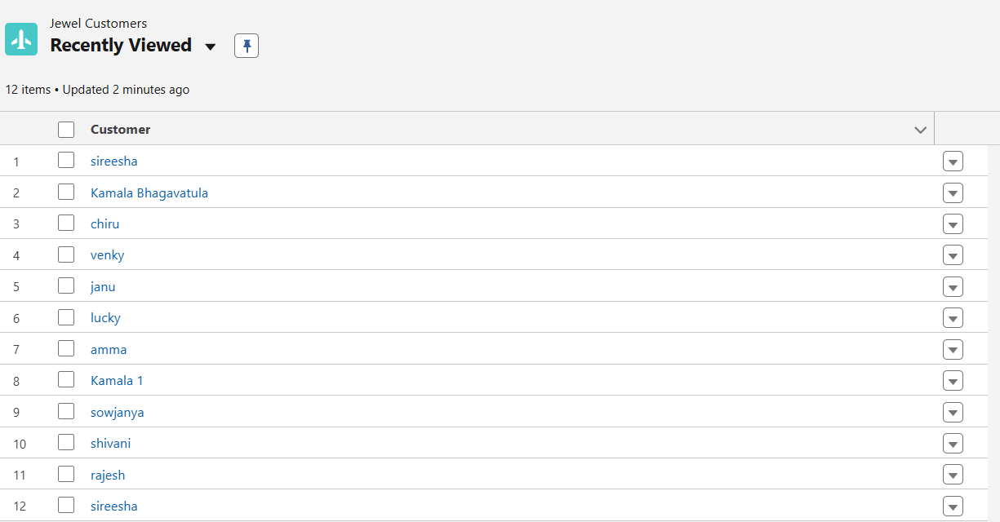 Jewel Customers
Recently Viewed
12 items • Updated 2 minutes ago
Customer
1 sireesha
2 Kamala Bhagavatula
3 chiru
4 venky
5 janu
6 lucky
7 amma
8 Kamala 1
9 sowjanya
10 shivani
11 rajesh
12 sireesha